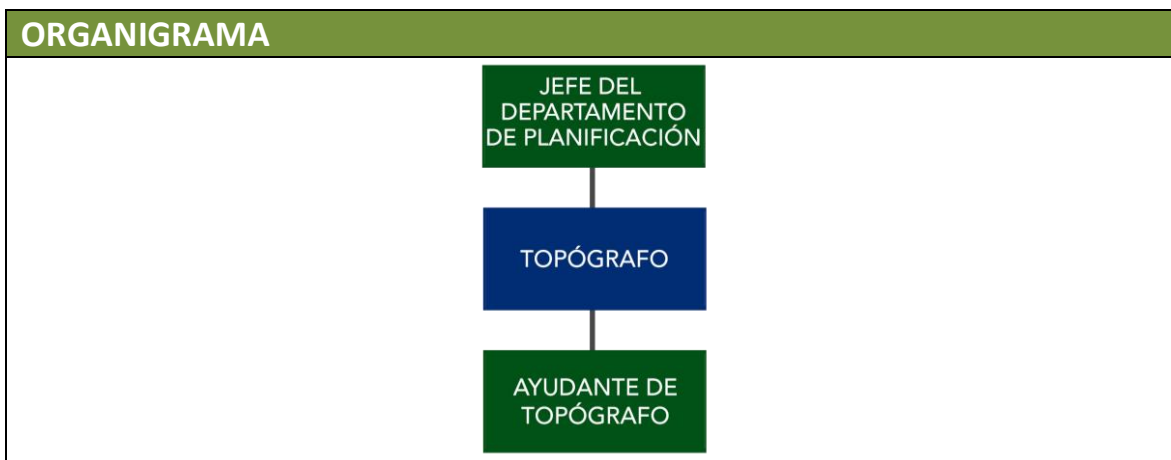 ORGANIGRAMA
JEFE DEL
DEPARTAMENTO
DE PLANIFICACIÓN
TOPÓGRAFO
AYUDANTE DE
TOPÓGRAFO